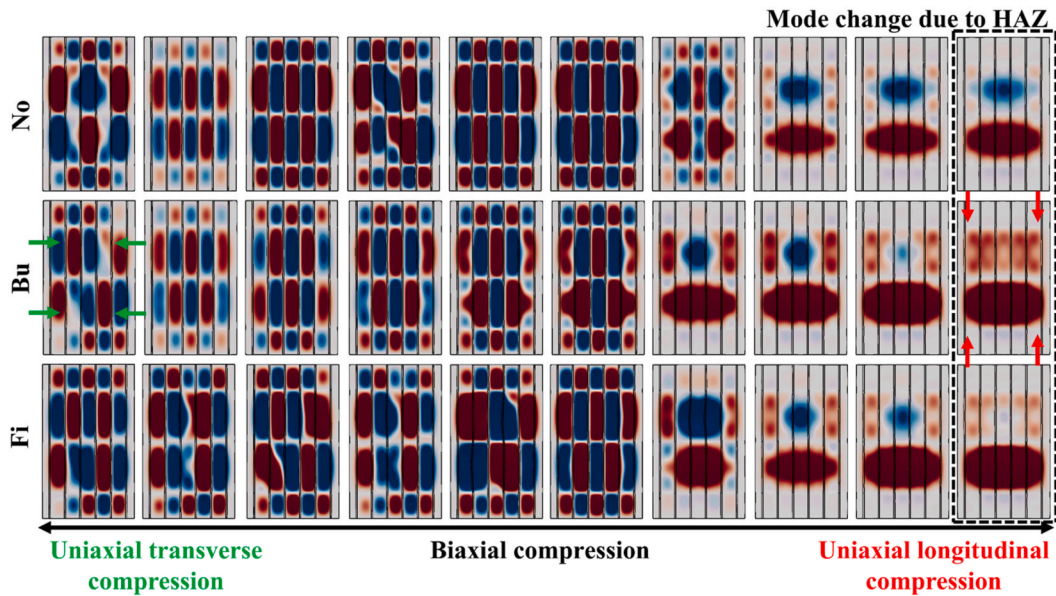 Mode change due to HAZ
No
Bu
Fi
Uniaxial transverse
compression
Biaxial compression
Uniaxial longitudinal
compression